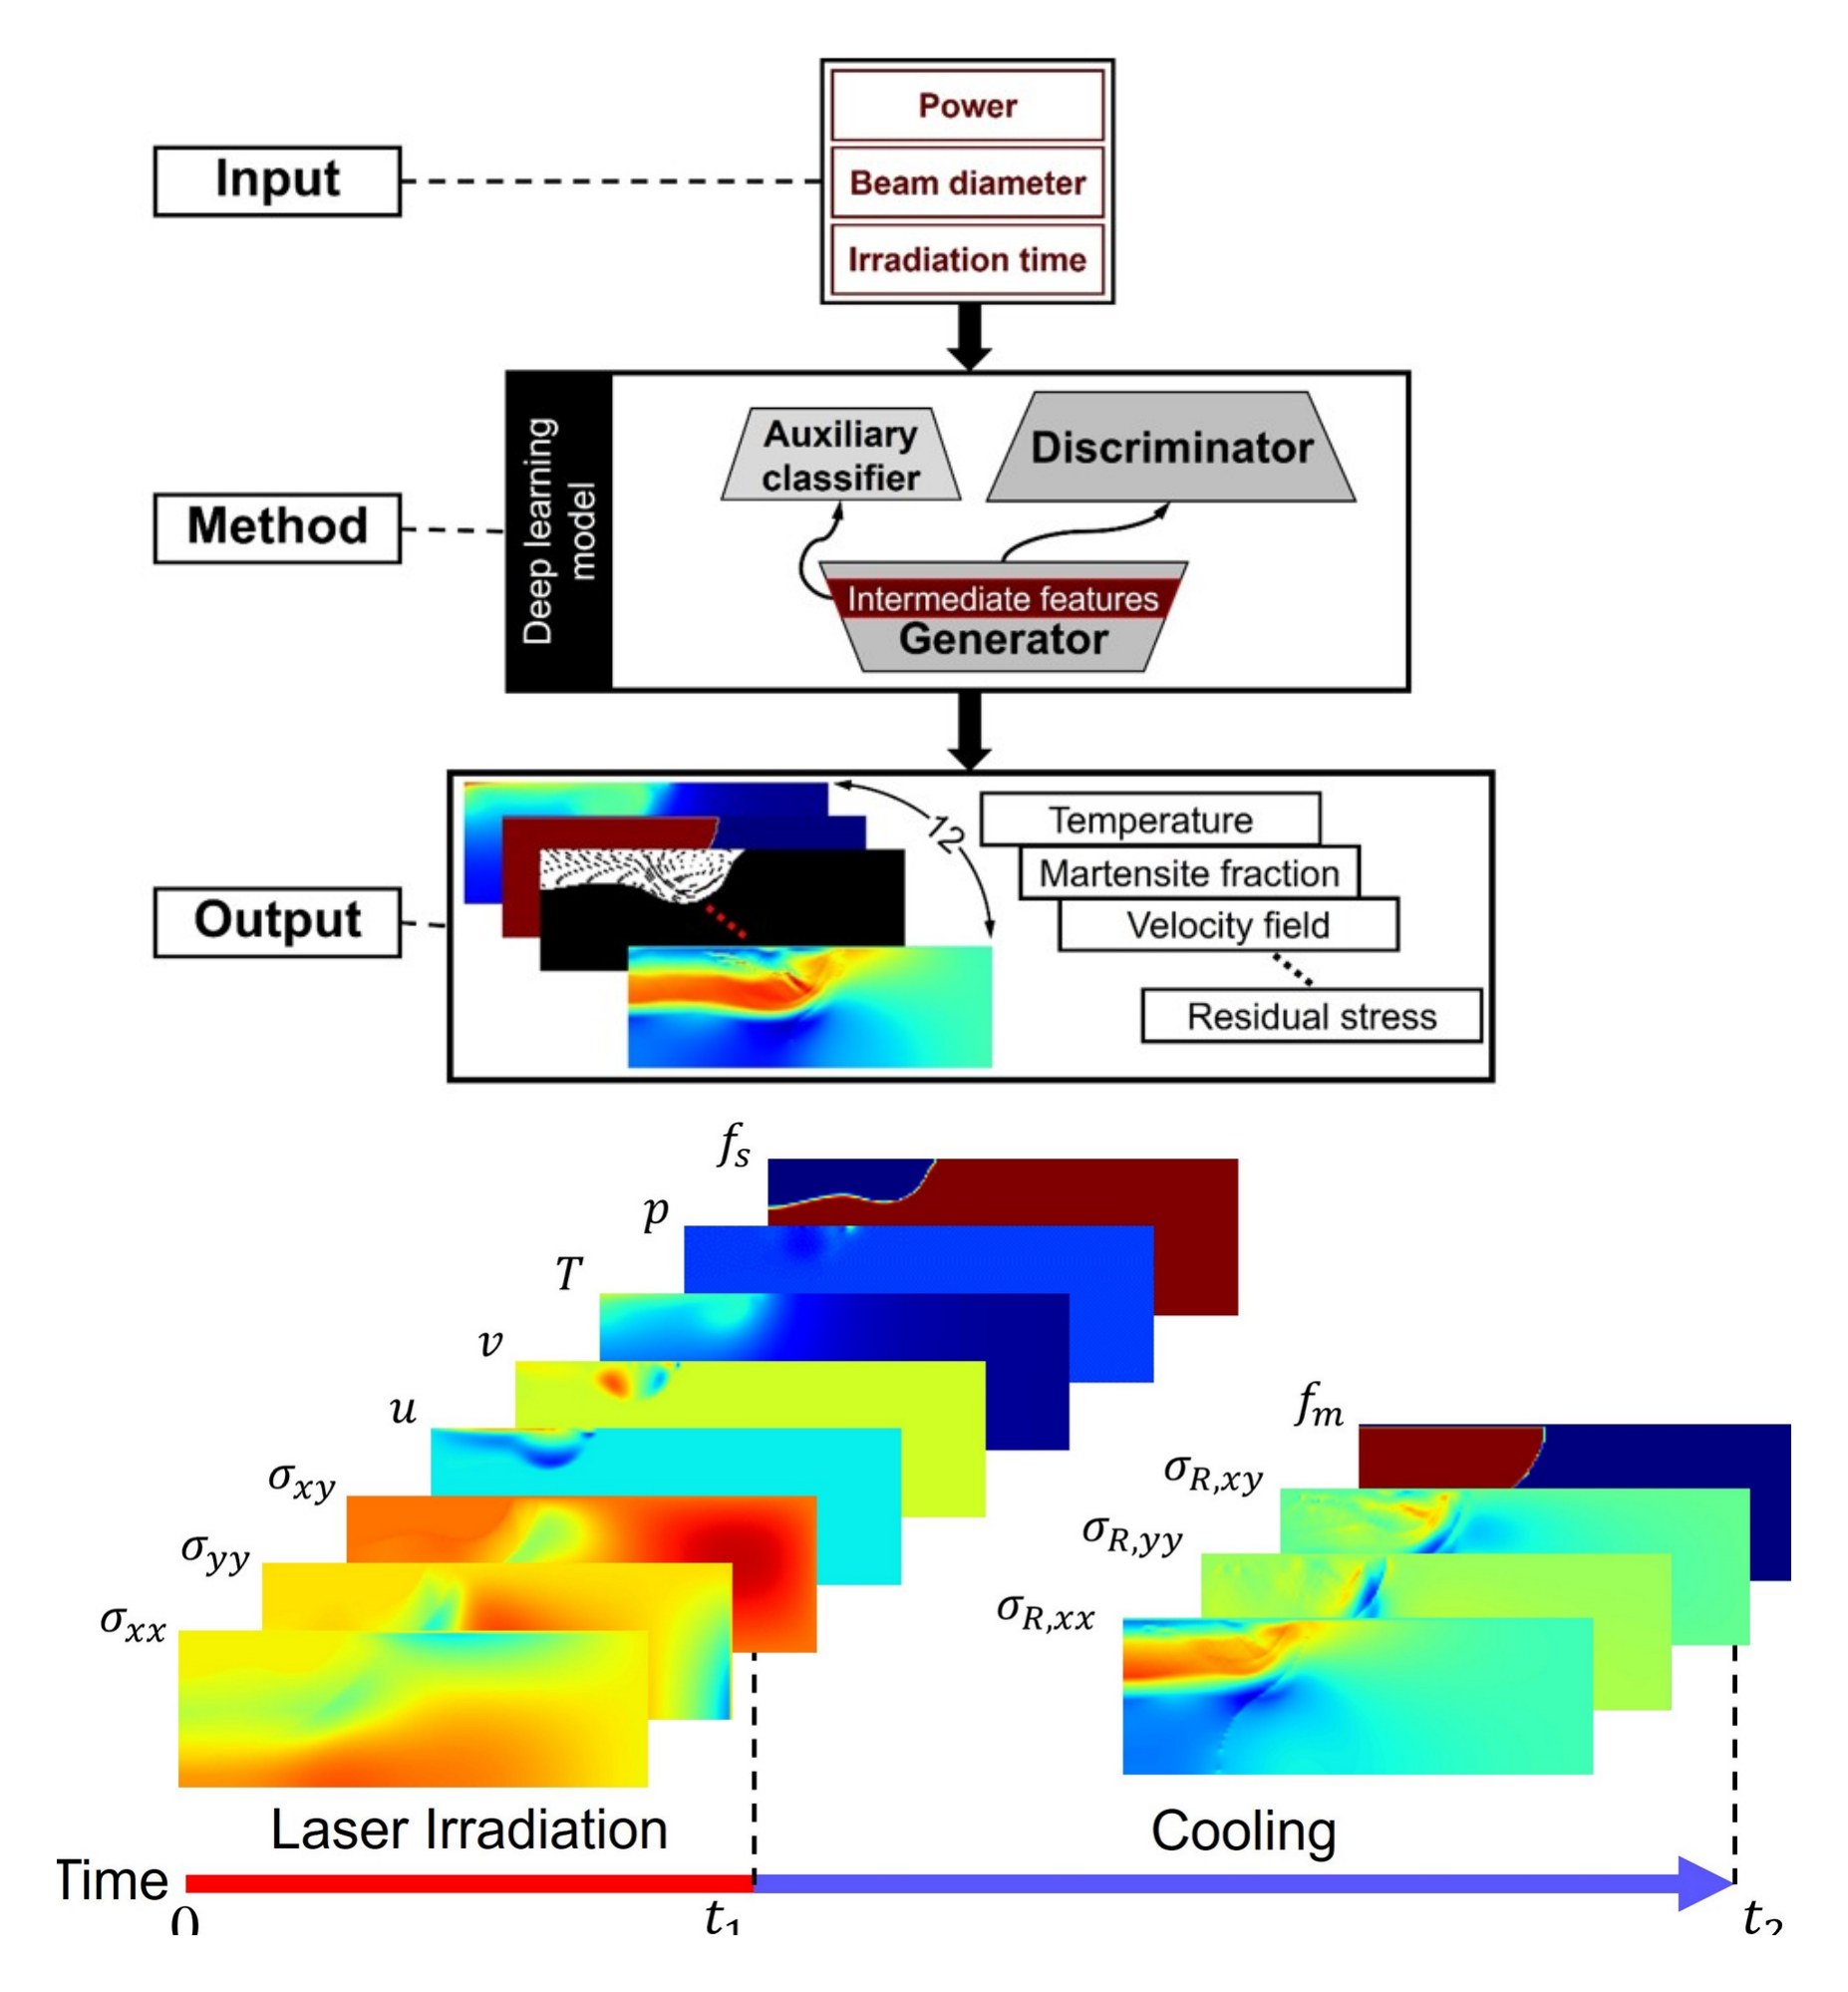 Power
Input
Beam diameter
Irradiation time
Deep learning
model
Auxiliary
classifier
Discriminator
Method
Intermediate features
Generator
12
Temperature
Martensite fraction
Output
Velocity field
Residual stress
f_s
p
T
v
u
f_m
σ_xy
σ_R,xy
σ_yy
σ_R,yy
σ_xx
σ_R,xx
Laser Irradiation
Cooling
Time
0
t_1
t_2